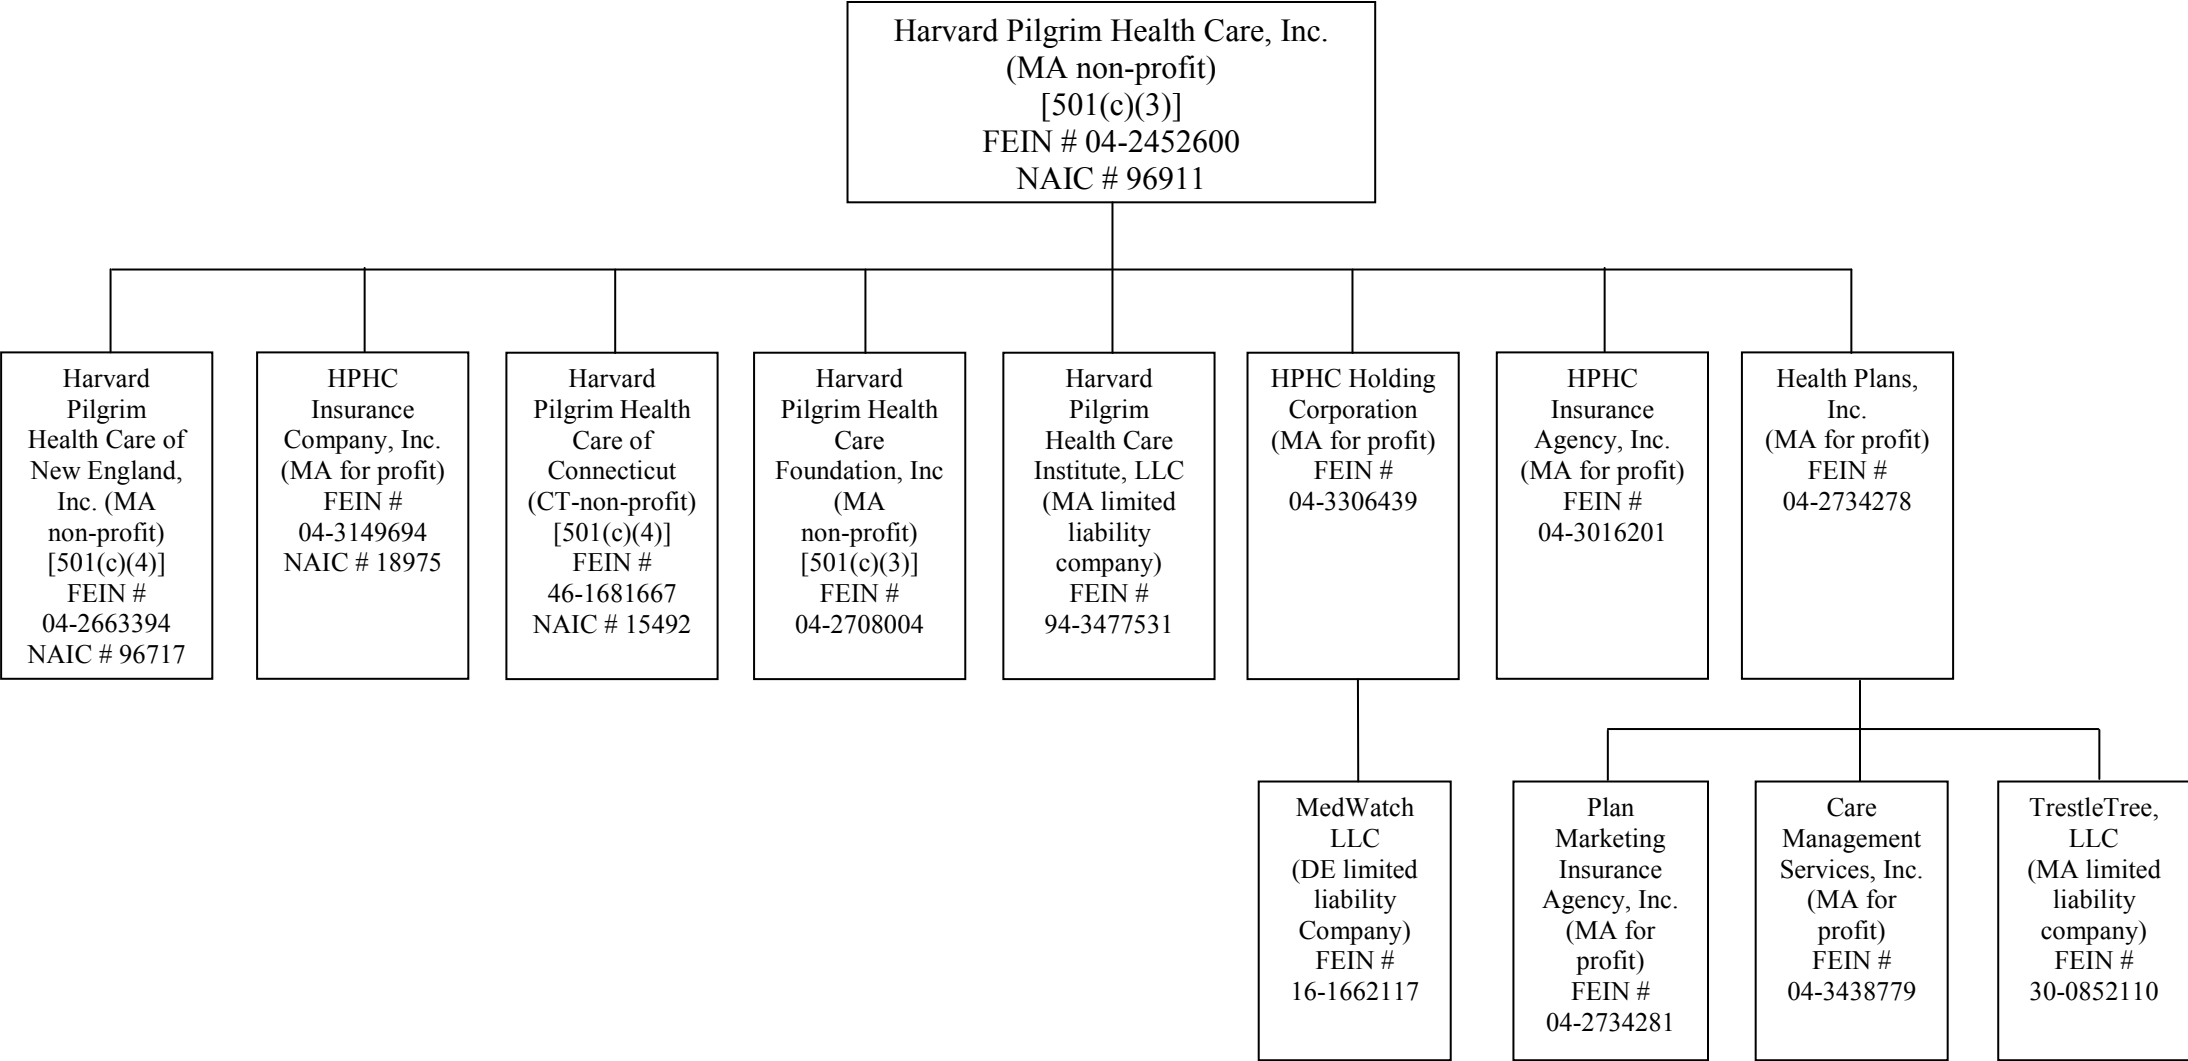 Harvard Pilgrim Health Care, Inc.
(MA non-profit)
[501(c)(3)]
FEIN # 04-2452600
NAIC # 96911
Harvard
Pilgrim
Health Care of
New England,
Inc. (MA
non-profit)
[501(c)(4)]
FEIN #
04-2663394
NAIC # 96717
HPHC
Insurance
Company, Inc.
(MA for profit)
FEIN #
04-3149694
NAIC # 18975
Harvard
Pilgrim Health
Care of
Connecticut
(CT-non-profit)
[501(c)(4)]
FEIN #
46-1681667
NAIC # 15492
Harvard
Pilgrim Health
Care
Foundation, Inc
(MA
non-profit)
[501(c)(3)]
FEIN #
04-2708004
Harvard
Pilgrim
Health Care
Institute, LLC
(MA limited
liability
company)
FEIN #
94-3477531
HPHC Holding
Corporation
(MA for profit)
FEIN #
04-3306439
HPHC
Insurance
Agency, Inc.
(MA for profit)
FEIN #
04-3016201
Health Plans,
Inc.
(MA for profit)
FEIN #
04-2734278
MedWatch
LLC
(DE limited
liability
Company)
FEIN #
16-1662117
Plan
Marketing
Insurance
Agency, Inc.
(MA for
profit)
FEIN #
04-2734281
Care
Management
Services, Inc.
(MA for
profit)
FEIN #
04-3438779
TrestleTree,
LLC
(MA limited
liability
company)
FEIN #
30-0852110